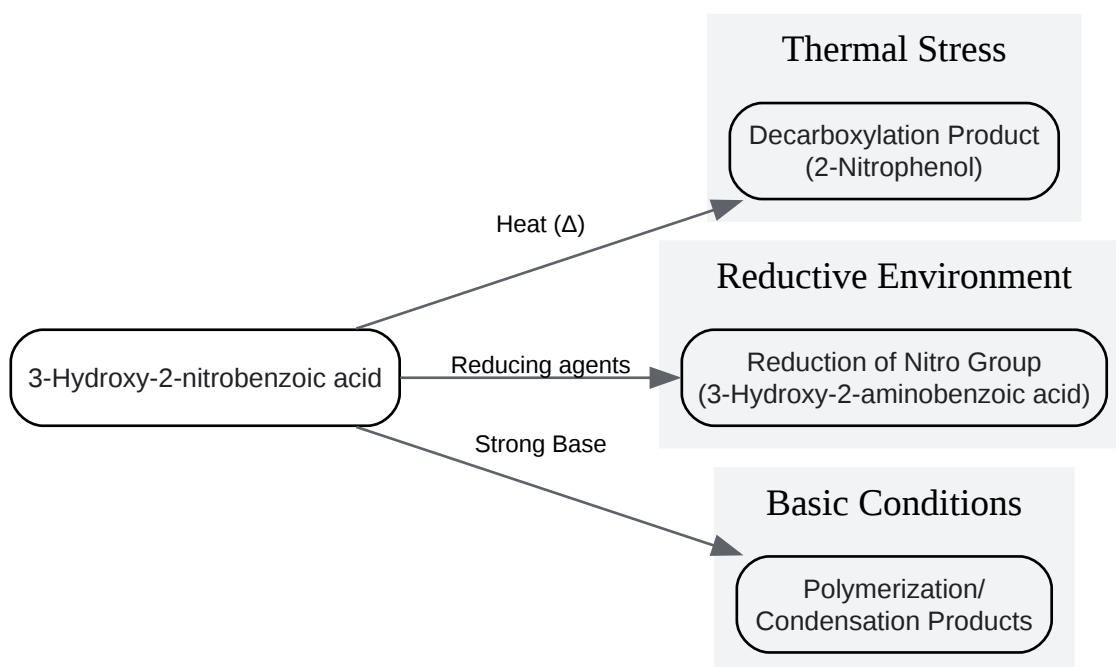 Thermal Stress
Decarboxylation Product
(2-Nitrophenol)
Heat (Δ)
Reductive Environment
3-Hydroxy-2-nitrobenzoic acid
Reducing agents
Reduction of Nitro Group
(3-Hydroxy-2-aminobenzoic acid)
Strong Base
Basic Conditions
Polymerization/
Condensation Products